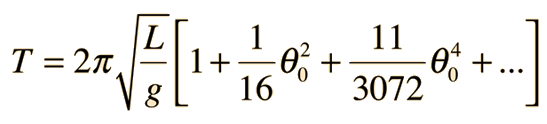 T = 2π√(L/g) [1 + 1/16 θ₀² + 11/3072 θ₀⁴ + ...]